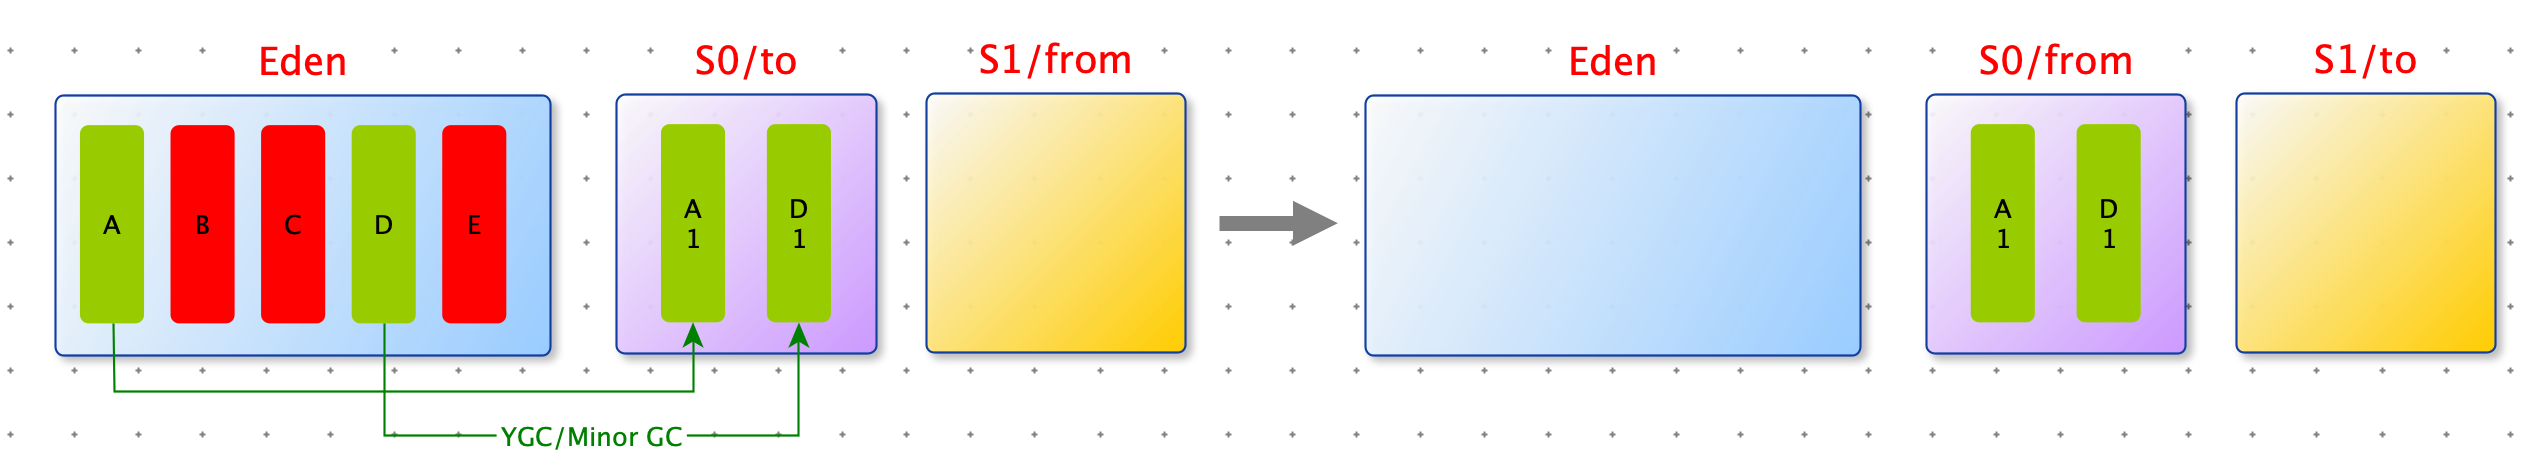 Eden
S0/to
S1/from
Eden
S0/from
S1/to
A
B
C
D
E
A
1
D
1
A
1
D
1
YGC/Minor GC